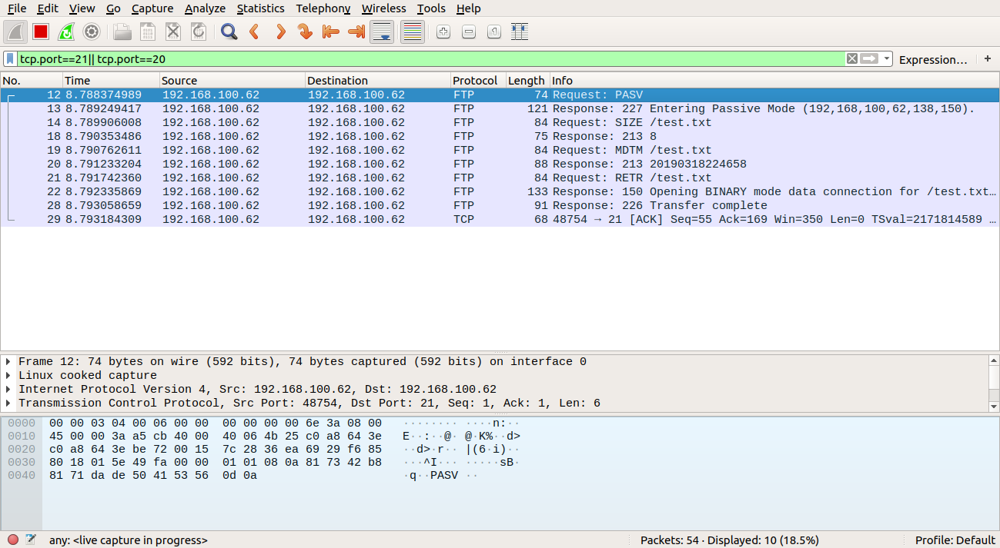 File Edit View Go Capture Analyze Statistics Telephony Wireless Tools Help
tcp.port==21|| tcp.port==20 Expression… +
No. Time Source Destination Protocol Length Info
12 8.788374989 192.168.100.62 192.168.100.62 FTP 74 Request: PASV
13 8.789249417 192.168.100.62 192.168.100.62 FTP 121 Response: 227 Entering Passive Mode (192,168,100,62,138,150).
14 8.789906008 192.168.100.62 192.168.100.62 FTP 84 Request: SIZE /test.txt
18 8.790353486 192.168.100.62 192.168.100.62 FTP 75 Response: 213 8
19 8.790762611 192.168.100.62 192.168.100.62 FTP 84 Request: MDTM /test.txt
20 8.791233204 192.168.100.62 192.168.100.62 FTP 88 Response: 213 20190318224658
21 8.791742360 192.168.100.62 192.168.100.62 FTP 84 Request: RETR /test.txt
22 8.792335869 192.168.100.62 192.168.100.62 FTP 133 Response: 150 Opening BINARY mode data connection for /test.txt…
28 8.793058659 192.168.100.62 192.168.100.62 FTP 91 Response: 226 Transfer complete
29 8.793184309 192.168.100.62 192.168.100.62 TCP 68 48754 → 21 [ACK] Seq=55 Ack=169 Win=350 Len=0 TSval=2171814589 …
Frame 12: 74 bytes on wire (592 bits), 74 bytes captured (592 bits) on interface 0
Linux cooked capture
Internet Protocol Version 4, Src: 192.168.100.62, Dst: 192.168.100.62
Transmission Control Protocol, Src Port: 48754, Dst Port: 21, Seq: 1, Ack: 1, Len: 6
0000 00 00 03 04 00 06 00 00 00 00 00 00 6e 3a 08 00 ········ ····n:··
0010 45 00 00 3a a5 cb 40 00 40 06 4b 25 c0 a8 64 3e E··:··@· @·K%··d>
0020 c0 a8 64 3e be 72 00 15 7c 28 36 ea 69 29 f6 85 ··d>·r·· |(6·i)··
0030 80 18 01 5e 49 fa 00 00 01 01 08 0a 81 73 42 b8 ···^I··· ·····sB·
0040 81 71 da de 50 41 53 56 0d 0a ·q··PASV ··
any: <live capture in progress> Packets: 54 · Displayed: 10 (18.5%) Profile: Default